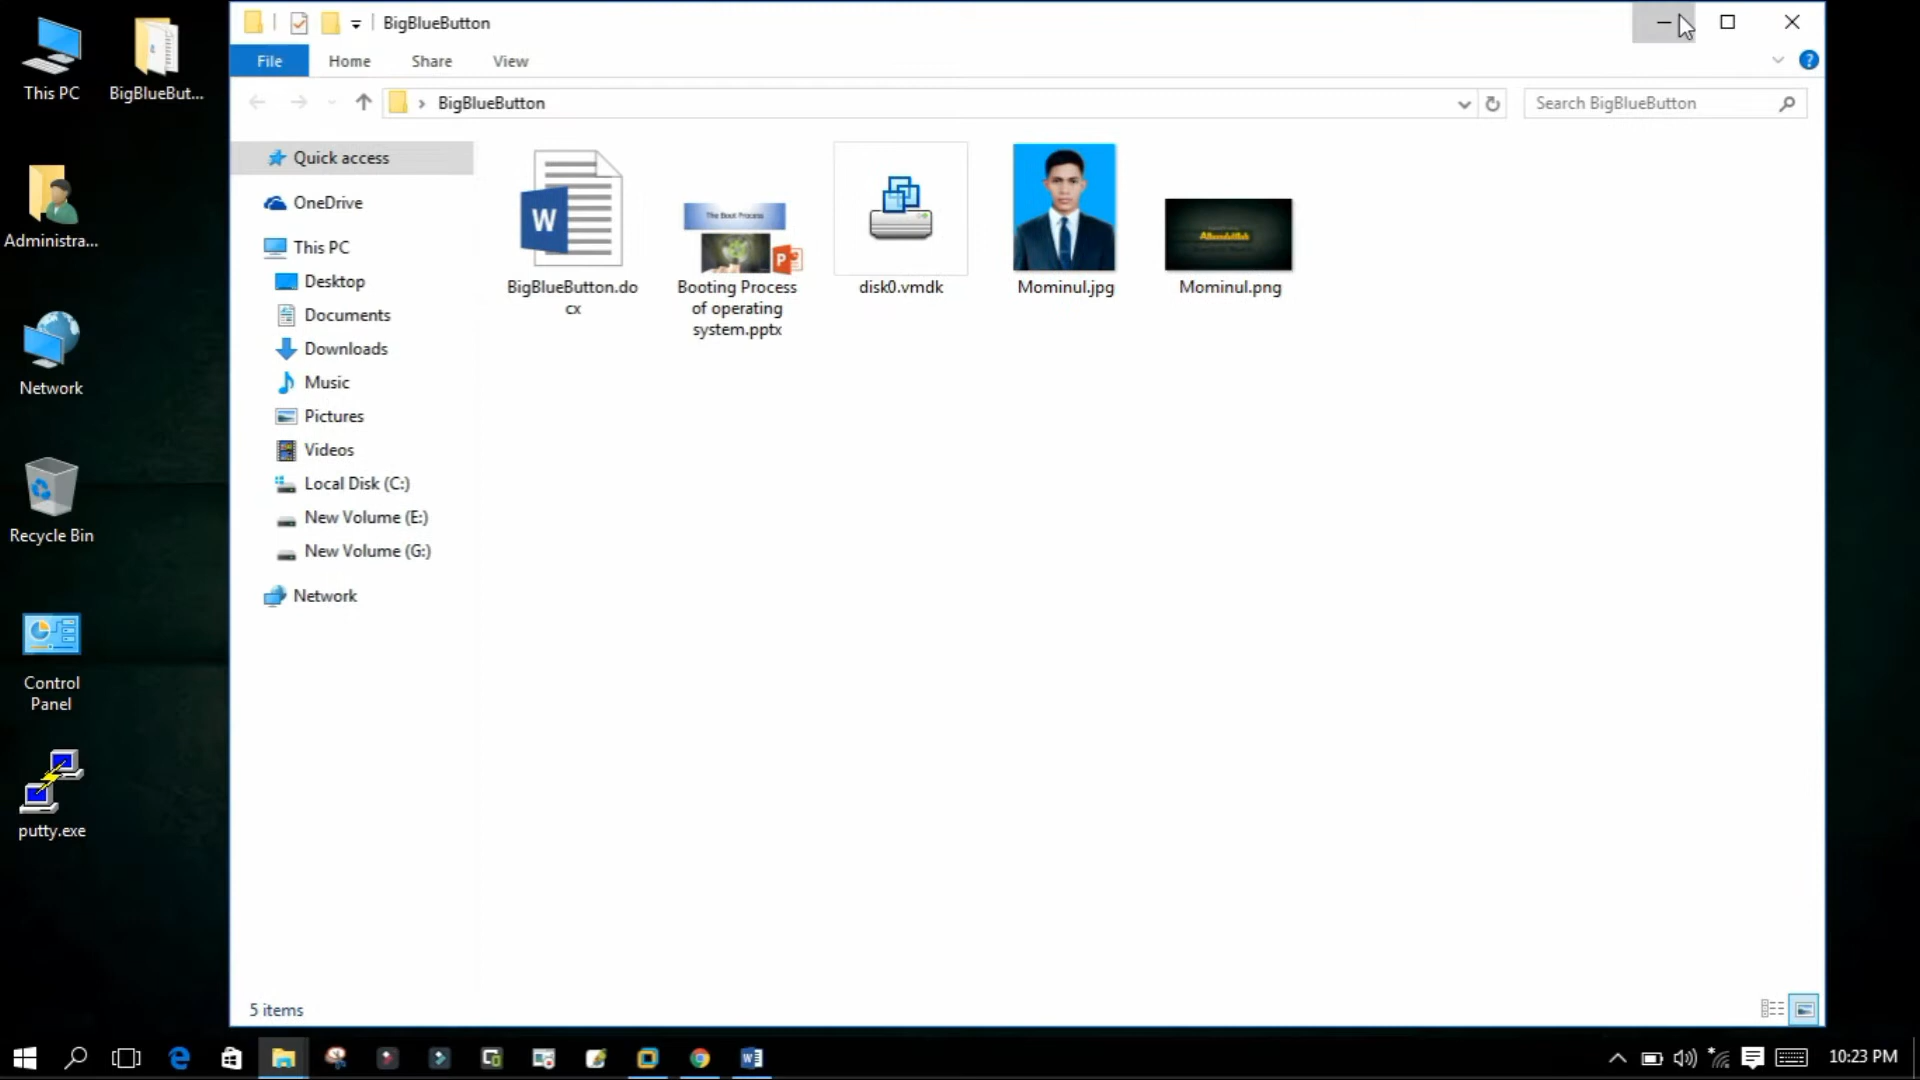 BigBlueButton
File
Home
Share
View
BigBlueButton
Search BigBlueButton
This PC
BigBlueBut...
Administra...
Network
Recycle Bin
Control
Panel
putty.exe
Quick access
OneDrive
This PC
Desktop
Documents
Downloads
Music
Pictures
Videos
Local Disk (C:)
New Volume (E:)
New Volume (G:)
Network
W
BigBlueButton.do
cx
The Boot Process
P
Booting Process
of operating
system.pptx
disk0.vmdk
Mominul.jpg
Mominul.png
5 items
10:23 PM